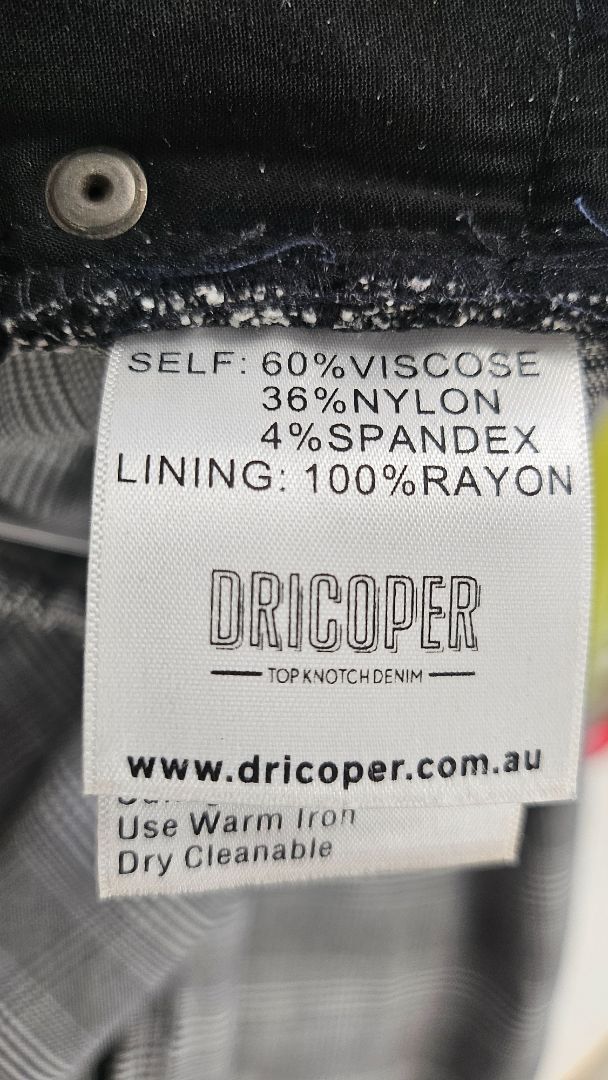 SELF: 60%VISCOSE
36%NYLON
4%SPANDEX
LINING: 100%RAYON
DRICOPER
TOP KNOTCH DENIM
www.dricoper.com.au
Use Warm Iron
Dry Cleanable